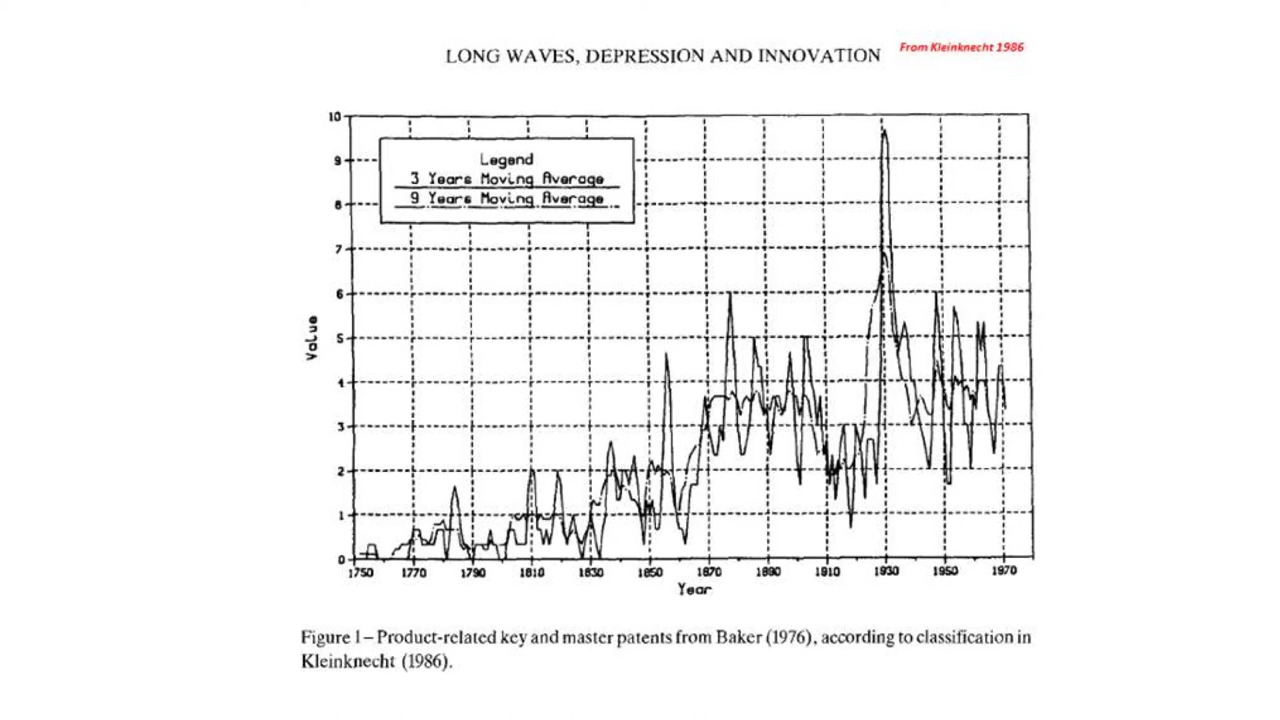 LONG WAVES, DEPRESSION AND INNOVATION
From Kleinknecht 1986
10
9
8
7
6
5
4
3
2
1
0
Value
Legend
3 Years Moving Average
9 Years Moving Average
1750 1770 1790 1810 1830 1850 1870 1890 1910 1930 1950 1970
Year
Figure 1–Product-related key and master patents from Baker (1976), according to classification in
Kleinknecht (1986).